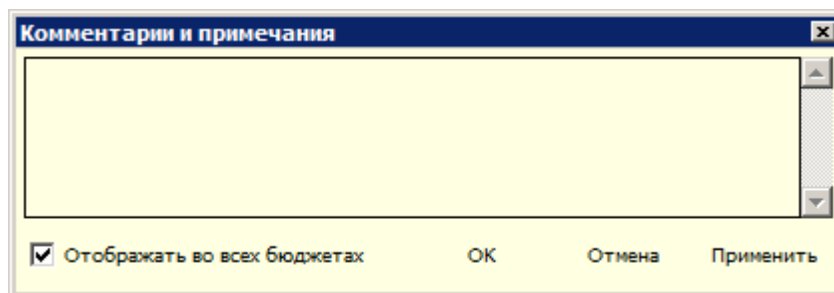 Комментарии и примечания
Отображать во всех бюджетах OK Отмена Применить